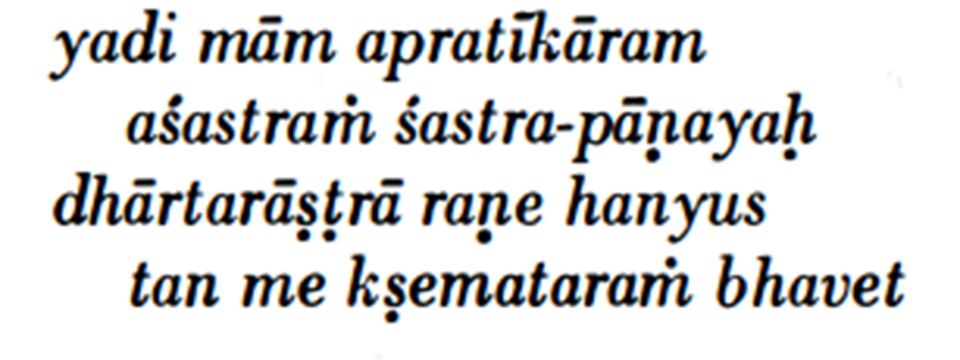 yadi mām apratīkāram
aśastraṁ śastra-pāṇayaḥ
dhārtarāṣṭrā raṇe hanyus
tan me kṣemataraṁ bhavet